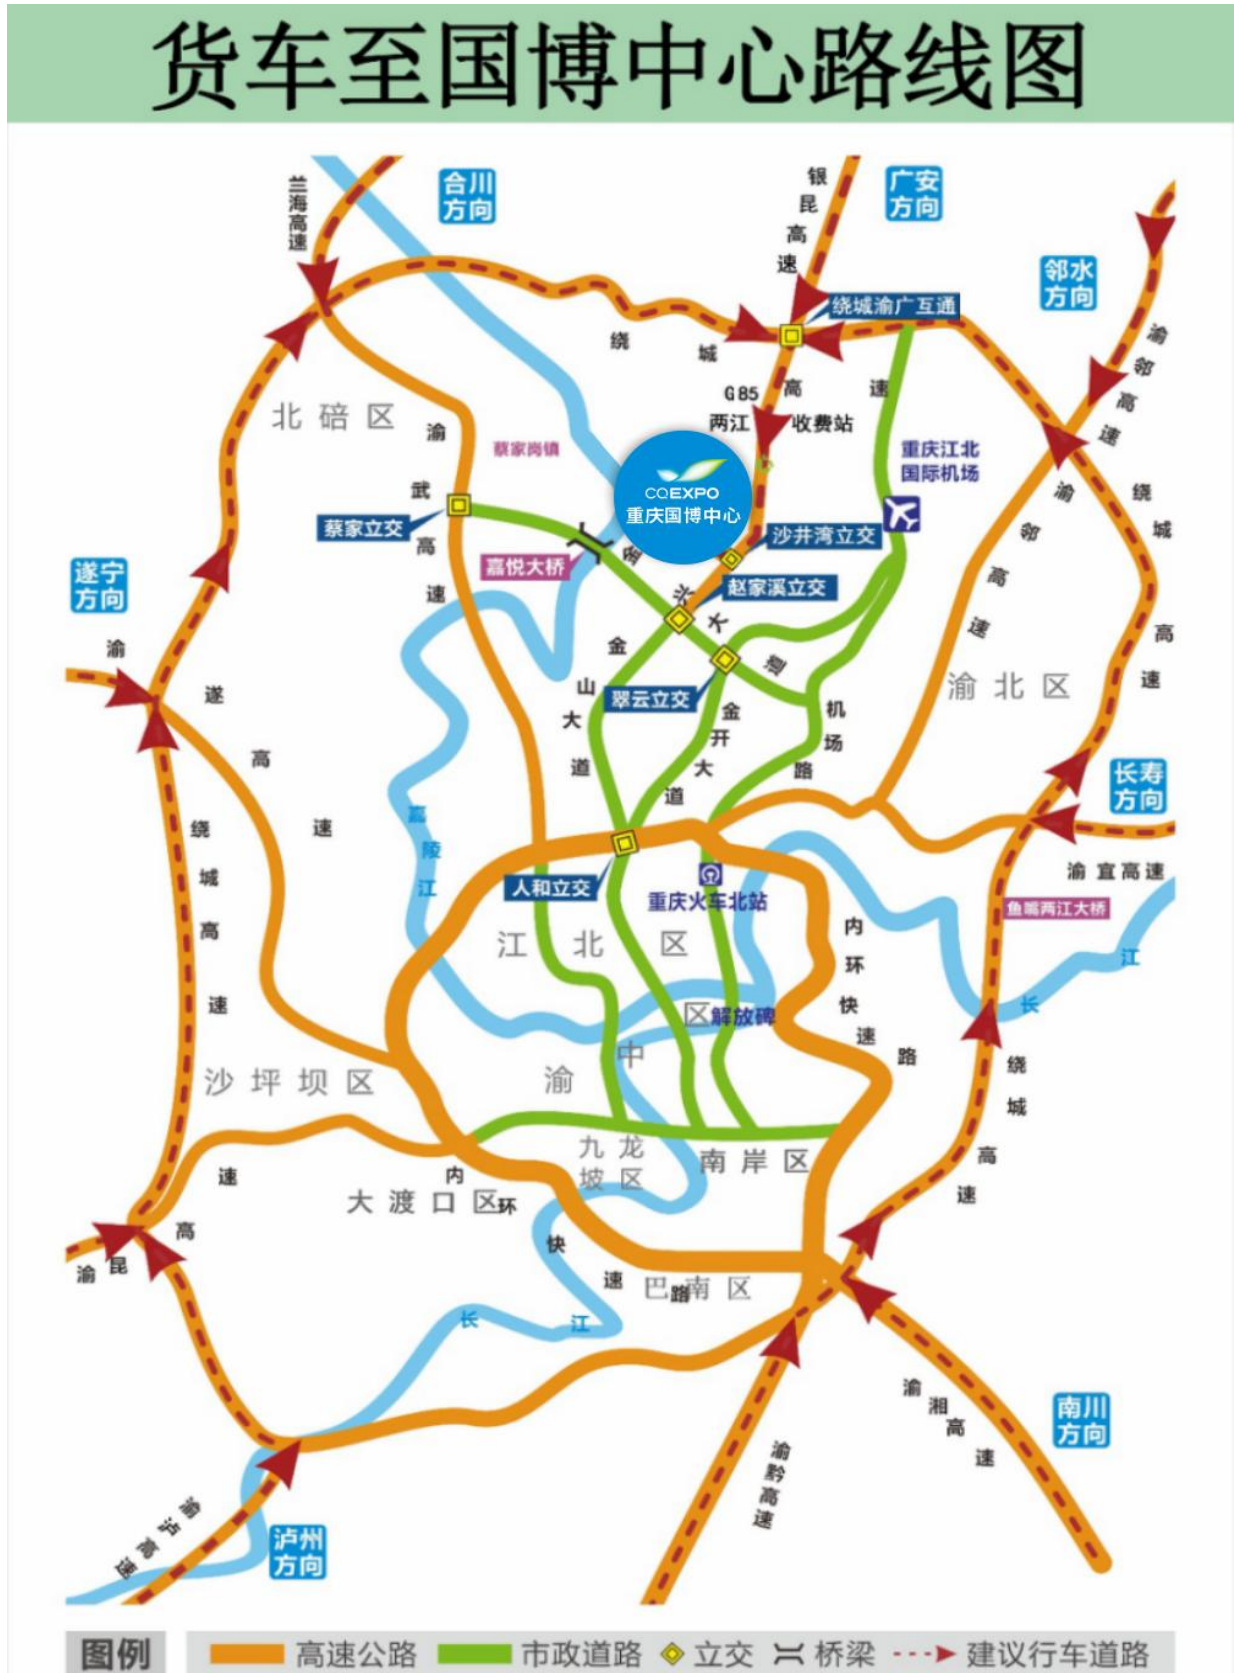 货车至国博中心路线图
兰海高速
合川
方向
银昆高速
广安
方向
邻水
方向
绕城渝广互通
渝邻高速
绕城高速
G85
两江 收费站
北碚区
渝武高速
蔡家岗镇
重庆江北
国际机场
CQEXPO
重庆国博中心
蔡家立交
嘉悦大桥
沙井湾立交
赵家溪立交
金兴大道
渝邻高速
绕城高速
遂宁
方向
渝遂高速
金山大道
翠云立交
金开大道
机场路
渝北区
长寿
方向
渝宜高速
绕城高速
嘉陵江
人和立交
重庆火车北站
鱼嘴两江大桥
江北区
内环快速路
长江
解放碑
渝中区
沙坪坝区
绕城高速
九龙
坡区
南岸区
大渡口区
内环快速路
渝昆高速
巴南区
长江
渝湘高速
南川
方向
渝黔高速
渝泸高速
泸州
方向
图例 高速公路 市政道路 立交 桥梁 建议行车道路